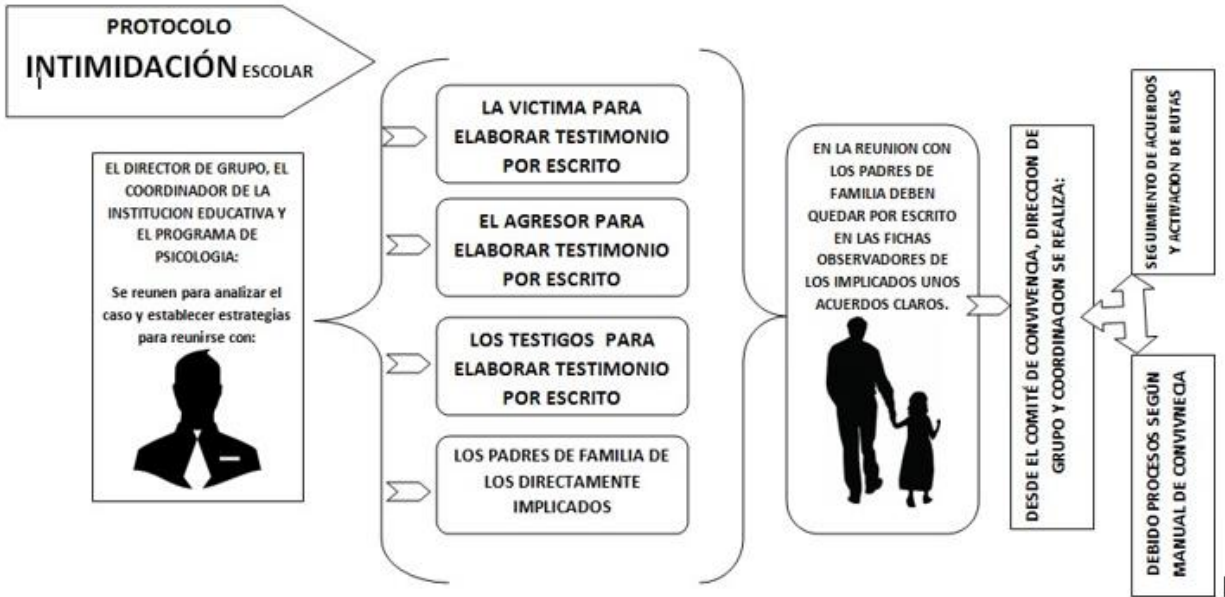 PROTOCOLO
INTIMIDACIÓN ESCOLAR
EL DIRECTOR DE GRUPO, EL
COORDINADOR DE LA
INSTITUCION EDUCATIVA Y
EL PROGRAMA DE
PSICOLOGIA:
Se reunen para analizar el
caso y establecer estrategias
para reunirse con:
LA VICTIMA PARA
ELABORAR TESTIMONIO
POR ESCRITO
EL AGRESOR PARA
ELABORAR TESTIMONIO
POR ESCRITO
LOS TESTIGOS PARA
ELABORAR TESTIMONIO
POR ESCRITO
LOS PADRES DE FAMILIA DE
LOS DIRECTAMENTE
IMPLICADOS
EN LA REUNION CON
LOS PADRES DE
FAMILIA DEBEN
QUEDAR POR ESCRITO
EN LAS FICHAS
OBSERVADORES DE
LOS IMPLICADOS UNOS
ACUERDOS CLAROS.
DESDE EL COMITÉ DE CONVIVENCIA, DIRECCION DE
GRUPO Y COORDINACION SE REALIZA:
SEGUIMIENTO DE ACUERDOS
Y ACTIVACION DE RUTAS
DEBIDO PROCESOS SEGÚN
MANUAL DE CONVIVNECIA